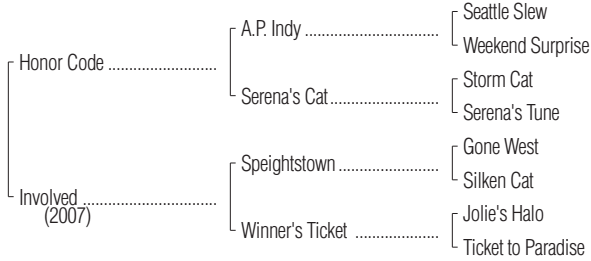 Seattle Slew
A.P. Indy ............................
Weekend Surprise
Honor Code ............................
Storm Cat
Serena's Cat............................
Serena's Tune
Gone West
Speightstown ............................
Silken Cat
Involved ............................
(2007)
Jolie's Halo
Winner's Ticket ............................
Ticket to Paradise